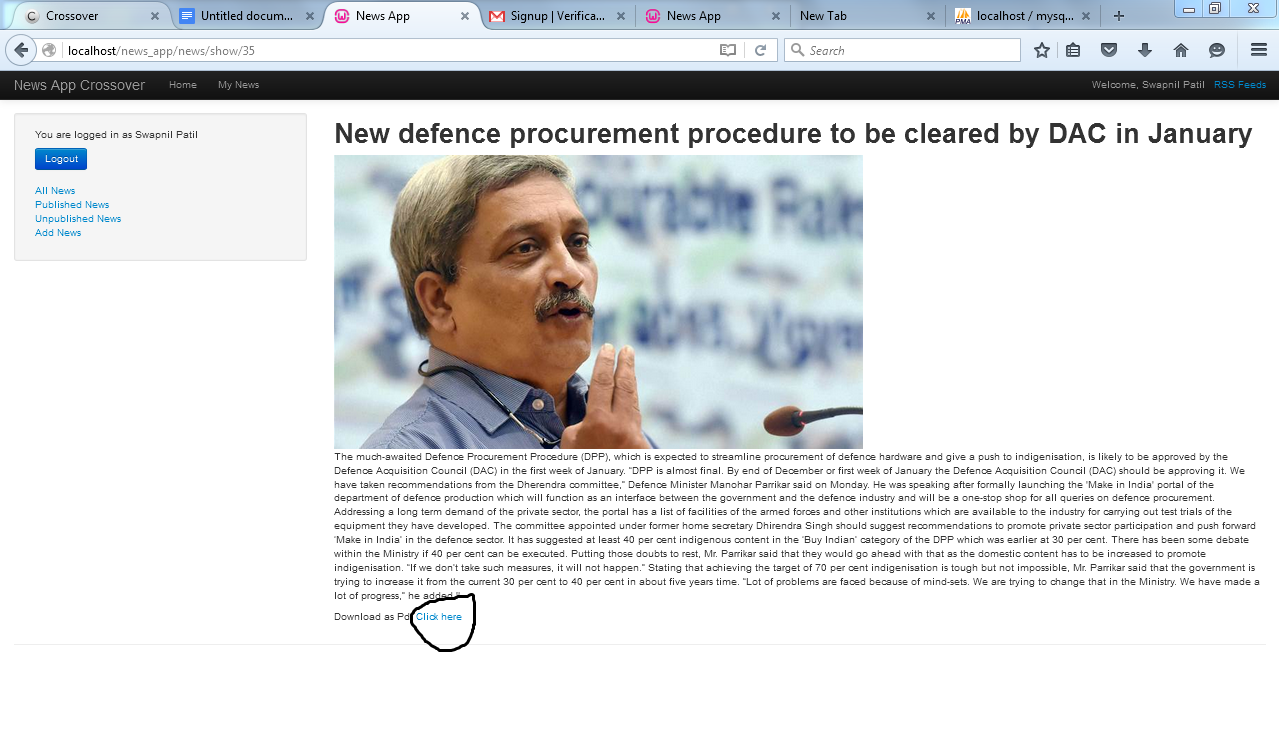 Crossover
Untitled docum...
News App
Signup | Verifica...
News App
New Tab
localhost / mysq...
localhost/news_app/news/show/35
Search
News App Crossover
Home
My News
Welcome, Swapnil Patil
RSS Feeds
You are logged in as Swapnil Patil
Logout
All News
Published News
Unpublished News
Add News
New defence procurement procedure to be cleared by DAC in January
The much-awaited Defence Procurement Procedure (DPP), which is expected to streamline procurement of defence hardware and give a push to indigenisation, is likely to be approved by the
Defence Acquisition Council (DAC) in the first week of January. "DPP is almost final. By end of December or first week of January the Defence Acquisition Council (DAC) should be approving it. We
have taken recommendations from the Dherendra committee," Defence Minister Manohar Parrikar said on Monday. He was speaking after formally launching the 'Make in India' portal of the
department of defence production which will function as an interface between the government and the defence industry and will be a one-stop shop for all queries on defence procurement.
Addressing a long term demand of the private sector, the portal has a list of facilities of the armed forces and other institutions which are available to the industry for carrying out test trials of the
equipment they have developed. The committee appointed under former home secretary Dhirendra Singh should suggest recommendations to promote private sector participation and push forward
'Make in India' in the defence sector. It has suggested at least 40 per cent indigenous content in the 'Buy Indian' category of the DPP which was earlier at 30 per cent. There has been some debate
within the Ministry if 40 per cent can be executed. Putting those doubts to rest, Mr. Parrikar said that they would go ahead with that as the domestic content has to be increased to promote
indigenisation. "If we don't take such measures, it will not happen." Stating that achieving the target of 70 per cent indigenisation is tough but not impossible, Mr. Parrikar said that the government is
trying to increase it from the current 30 per cent to 40 per cent in about five years time. "Lot of problems are faced because of mind-sets. We are trying to change that in the Ministry. We have made a
lot of progress," he added."
Download as Pdf Click here